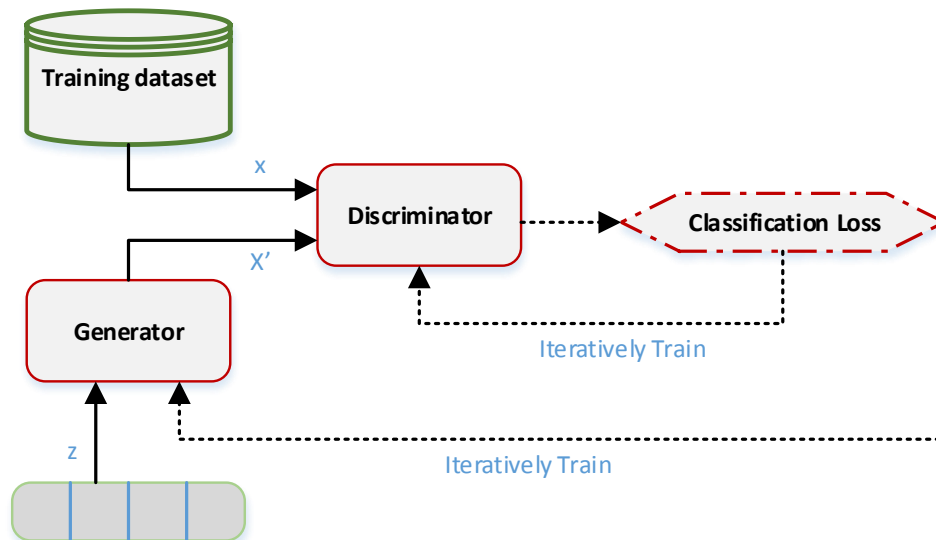 Training dataset
x
Discriminator
Classification Loss
X’
Generator
Iteratively Train
z
Iteratively Train